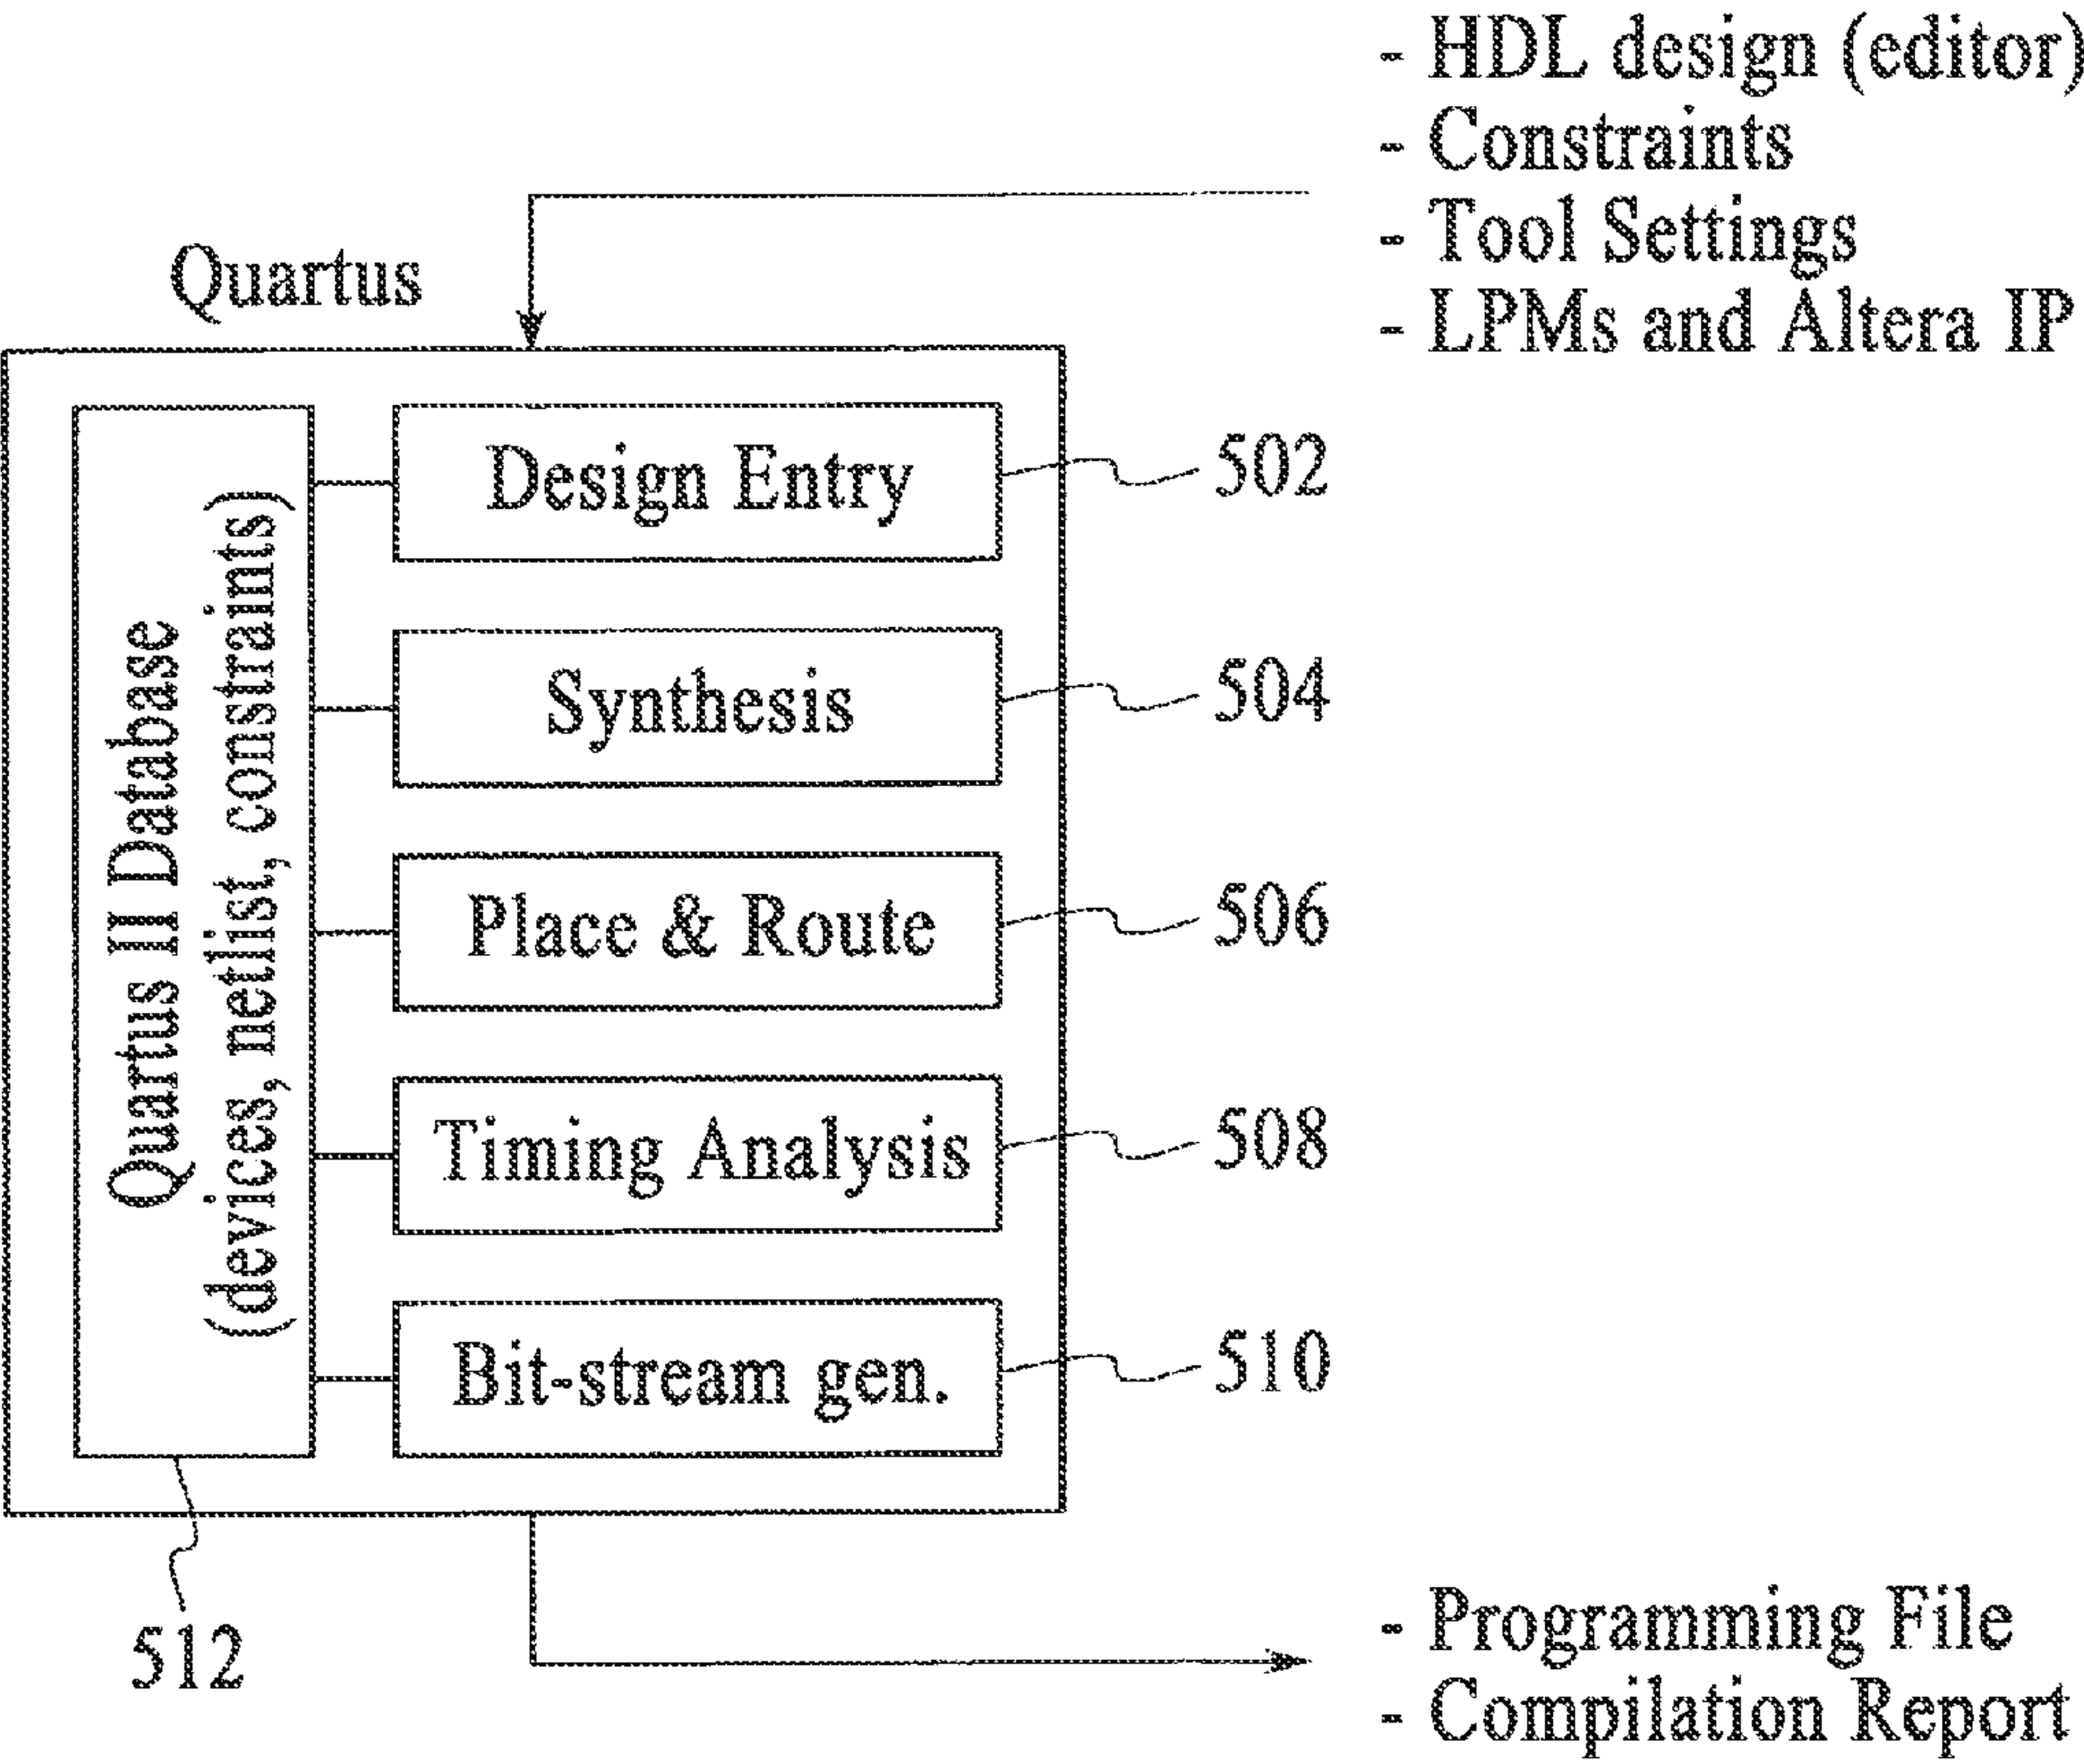 - HDL design (editor)
- Constraints
- Tool Settings
- LPMs and Altera IP
Quartus
Quartus II Database
(devices, netlist, constraints)
Design Entry
502
Synthesis
504
Place & Route
506
Timing Analysis
508
Bit-stream gen.
510
512
- Programming File
- Compilation Report